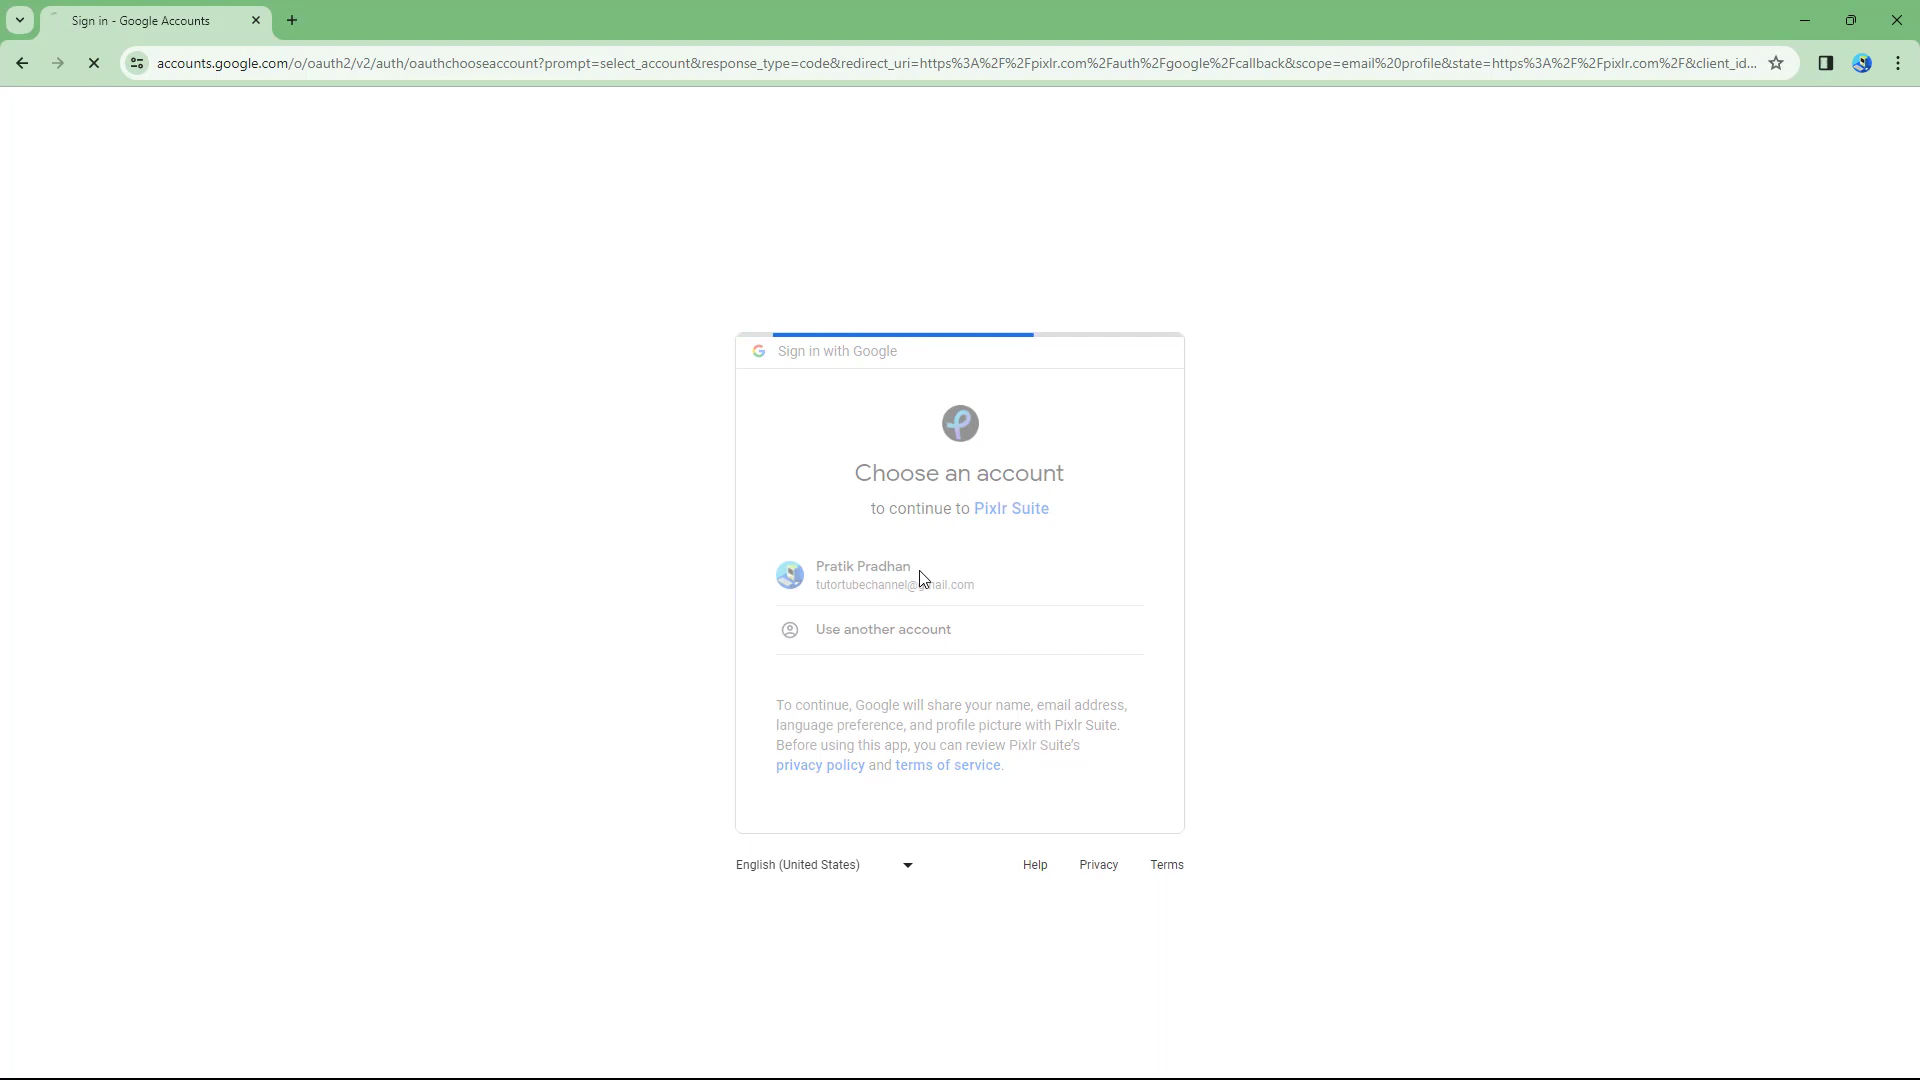 Sign in - Google Accounts
accounts.google.com/o/oauth2/v2/auth/oauthchooseaccount?prompt=select_account&response_type=code&redirect_uri=https%3A%2F%2Fpixlr.com%2Fauth%2Fgoogle%2Fcallback&scope=email%20profile&state=https%3A%2F%2Fpixlr.com%2F&client_id...
Sign in with Google
Choose an account
to continue to Pixlr Suite
Pratik Pradhan
tutortubechannel@gmail.com
Use another account
To continue, Google will share your name, email address,
language preference, and profile picture with Pixlr Suite.
Before using this app, you can review Pixlr Suite's
privacy policy and terms of service.
English (United States)
Help Privacy Terms